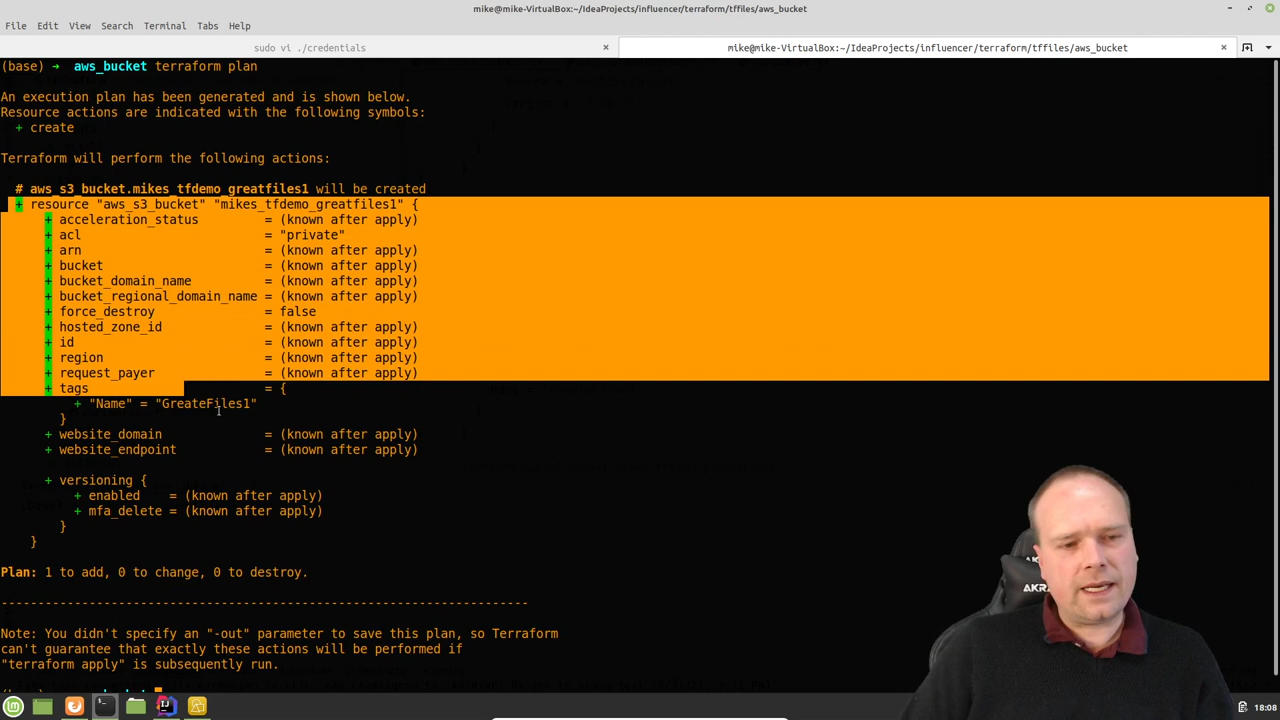 mike@mike-VirtualBox:~/IdeaProjects/influencer/terraform/tffiles/aws_bucket
File Edit View Search Terminal Tabs Help
sudo vi ./credentials × mike@mike-VirtualBox:~/IdeaProjects/influencer/terraform/tffiles/aws_bucket ×
(base) ➜ aws_bucket terraform plan
An execution plan has been generated and is shown below.
Resource actions are indicated with the following symbols:
+ create
Terraform will perform the following actions:
# aws_s3_bucket.mikes_tfdemo_greatfiles1 will be created
+ resource "aws_s3_bucket" "mikes_tfdemo_greatfiles1" {
+ acceleration_status = (known after apply)
+ acl = "private"
+ arn = (known after apply)
+ bucket = (known after apply)
+ bucket_domain_name = (known after apply)
+ bucket_regional_domain_name = (known after apply)
+ force_destroy = false
+ hosted_zone_id = (known after apply)
+ id = (known after apply)
+ region = (known after apply)
+ request_payer = (known after apply)
+ tags = {
+ "Name" = "GreateFiles1"
}
+ website_domain = (known after apply)
+ website_endpoint = (known after apply)
+ versioning {
+ enabled = (known after apply)
+ mfa_delete = (known after apply)
}
}
Plan: 1 to add, 0 to change, 0 to destroy.
------------------------------------------------------------------------
Note: You didn't specify an "-out" parameter to save this plan, so Terraform
can't guarantee that exactly these actions will be performed if
"terraform apply" is subsequently run.
AKR
18:08